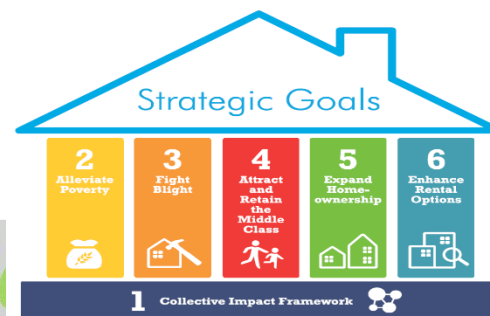 Strategic Goals
2
Alleviate
Poverty
3
Fight
Blight
4
Attract
and
Retain
the
Middle
Class
5
Expand
Home-
ownership
6
Enhance
Rental
Options
1 Collective Impact Framework